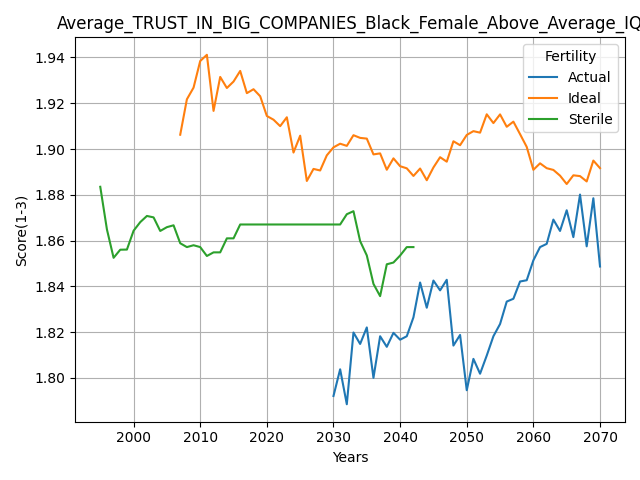 Average_TRUST_IN_BIG_COMPANIES_Black_Female_Above_Average_IQ
Fertility
Actual
Ideal
Sterile
Score(1-3)
1.94
1.92
1.90
1.88
1.86
1.84
1.82
1.80
2000 2010 2020 2030 2040 2050 2060 2070
Years